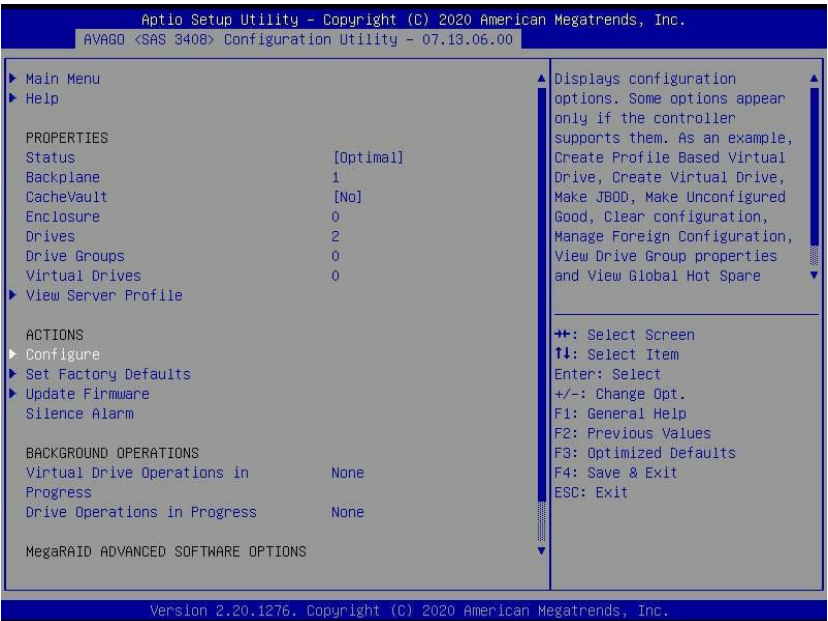 Aptio Setup Utility – Copyright (C) 2020 American Megatrends, Inc.
AVAGO <SAS 3408> Configuration Utility – 07.13.06.00
Main Menu
Help
PROPERTIES
Status [Optimal]
Backplane 1
CacheVault [No]
Enclosure 0
Drives 2
Drive Groups 0
Virtual Drives 0
View Server Profile
ACTIONS
Configure
Set Factory Defaults
Update Firmware
Silence Alarm
BACKGROUND OPERATIONS
Virtual Drive Operations in None
Progress
Drive Operations in Progress None
MegaRAID ADVANCED SOFTWARE OPTIONS
Displays configuration
options. Some options appear
only if the controller
supports them. As an example,
Create Profile Based Virtual
Drive, Create Virtual Drive,
Make JBOD, Make Unconfigured
Good, Clear configuration,
Manage Foreign Configuration,
View Drive Group properties
and View Global Hot Spare
→←: Select Screen
↑↓: Select Item
Enter: Select
+/-: Change Opt.
F1: General Help
F2: Previous Values
F3: Optimized Defaults
F4: Save & Exit
ESC: Exit
Version 2.20.1276. Copyright (C) 2020 American Megatrends, Inc.